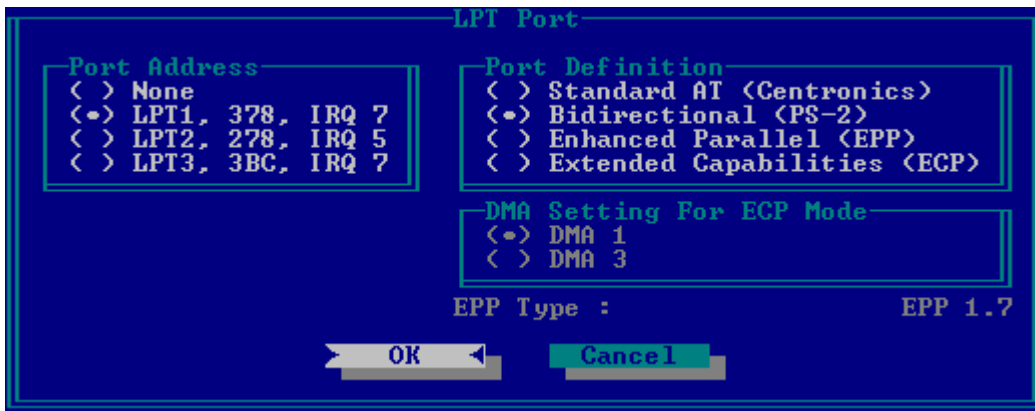 LPT Port
Port Address
( ) None
(•) LPT1, 378, IRQ 7
( ) LPT2, 278, IRQ 5
( ) LPT3, 3BC, IRQ 7
Port Definition
( ) Standard AT (Centronics)
(•) Bidirectional (PS-2)
( ) Enhanced Parallel (EPP)
( ) Extended Capabilities (ECP)
DMA Setting For ECP Mode
(•) DMA 1
( ) DMA 3
EPP Type : EPP 1.7
OK Cancel